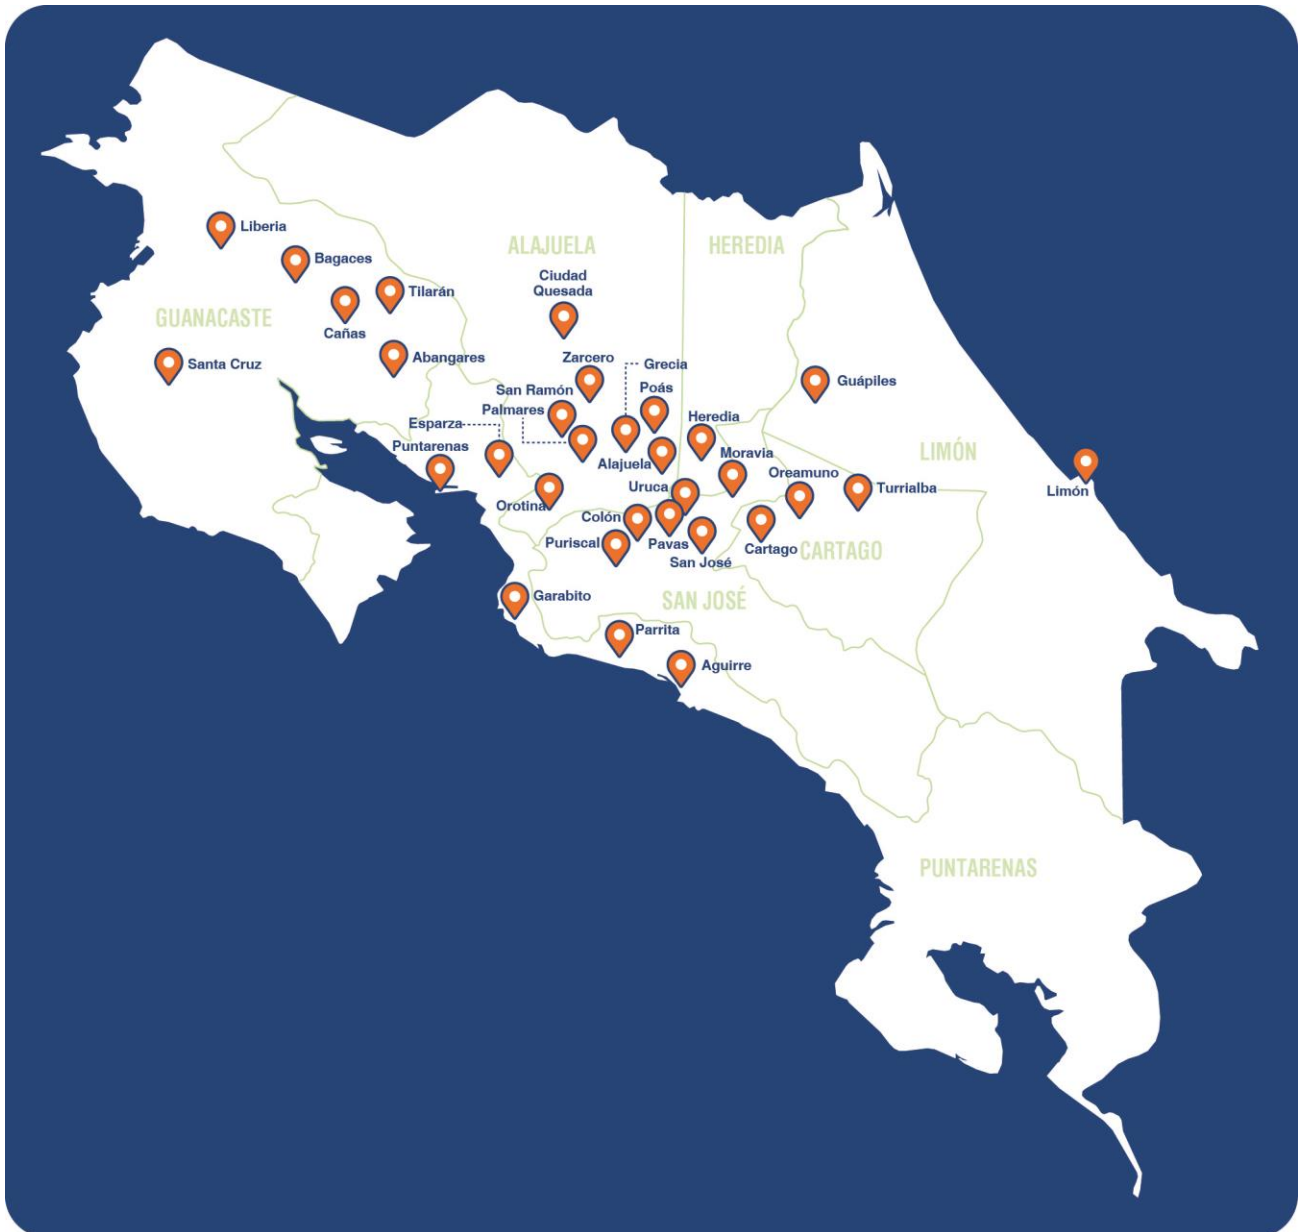 Liberia
ALAJUELA
HEREDIA
Bagaces
Ciudad
Quesada
Tilarán
GUANACASTE
Cañas
Abangares
Zarcero
Grecia
Santa Cruz
Guápiles
San Ramón
Poás
Palmares
Esparza
Heredia
Puntarenas
Moravia
LIMÓN
Alajuela
Oreamuno
Uruca
Turrialba
Limón
Orotina
Colón
Puriscal
Pavas
Cartago
CARTAGO
San José
Garabito
SAN JOSÉ
Parrita
Aguirre
PUNTARENAS